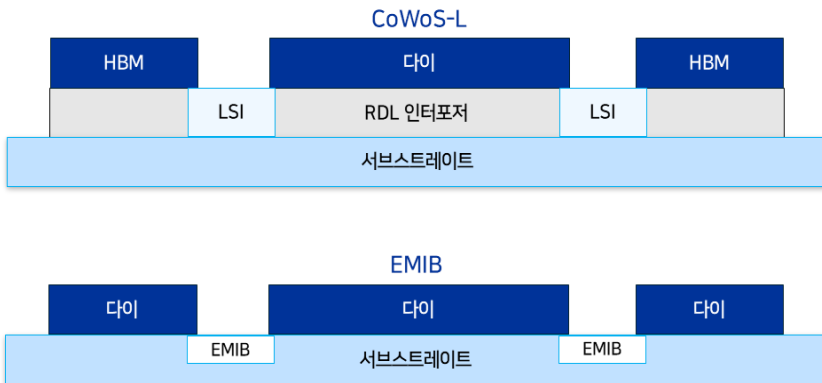 CoWoS-L
HBM 다이 HBM
LSI RDL 인터포저 LSI
서브스트레이트
EMIB
다이 다이 다이
EMIB 서브스트레이트 EMIB